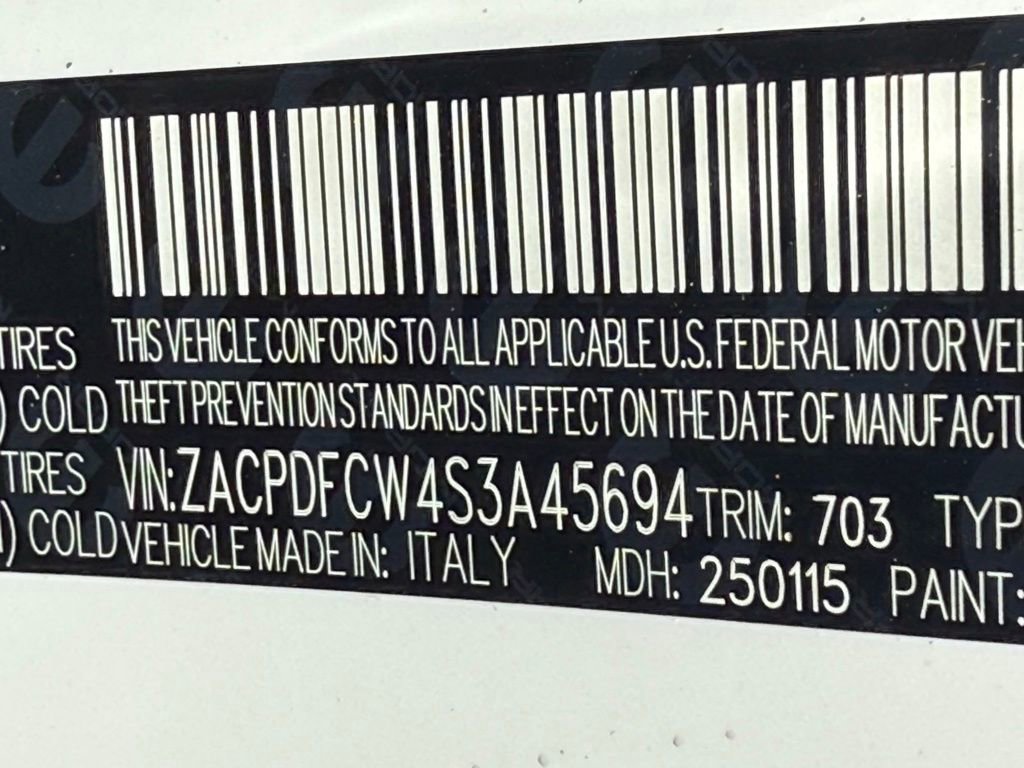 TIRES THIS VEHICLE CONFORMS TO ALL APPLICABLE U.S. FEDERAL MOTOR VEH
) COLD THEFT PREVENTION STANDARDS IN EFFECT ON THE DATE OF MANUFACTU
TIRES VIN: ZACPDFCW4S3A45694 TRIM: 703 TYP
) COLD VEHICLE MADE IN: ITALY MDH: 250115 PAINT: